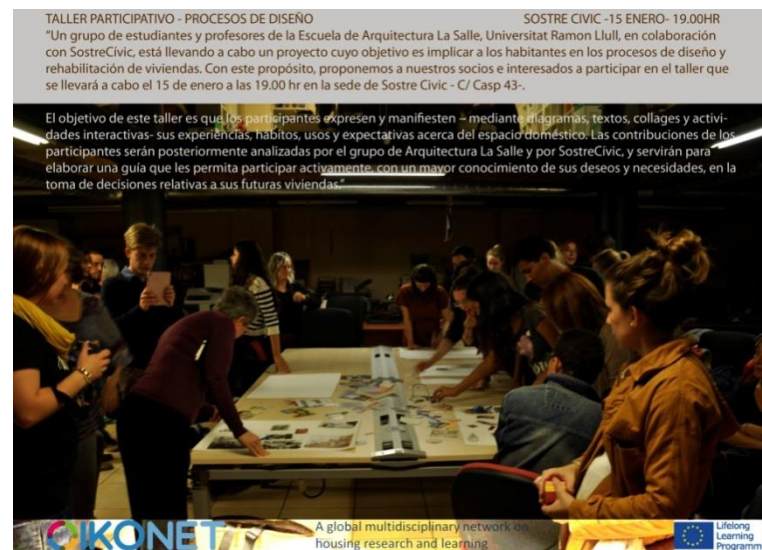 TALLER PARTICIPATIVO - PROCESOS DE DISEÑO SOSTRE CIVIC -15 ENERO- 19.00HR
"Un grupo de estudiantes y profesores de la Escuela de Arquitectura La Salle, Universitat Ramon Llull, en colaboración
con SostreCívic, está llevando a cabo un proyecto cuyo objetivo es implicar a los habitantes en los procesos de diseño y
rehabilitación de viviendas. Con este propósito, proponemos a nuestros socios e interesados a participar en el taller que
se llevará a cabo el 15 de enero a las 19.00 hr en la sede de Sostre Civic - C/ Casp 43-.
El objetivo de este taller es que los participantes expresen y manifiesten – mediante diagramas, textos, collages y activi-
dades interactivas- sus experiencias, hábitos, usos y expectativas acerca del espacio doméstico. Las contribuciones de los
participantes serán posteriormente analizadas por el grupo de Arquitectura La Salle y por SostreCívic, y servirán para
elaborar una guía que les permita participar activamente, con un mayor conocimiento de sus deseos y necesidades, en la
toma de decisiones relativas a sus futuras viviendas."
OIKONET
A global multidisciplinary network on
housing research and learning
Lifelong
Learning
Programm